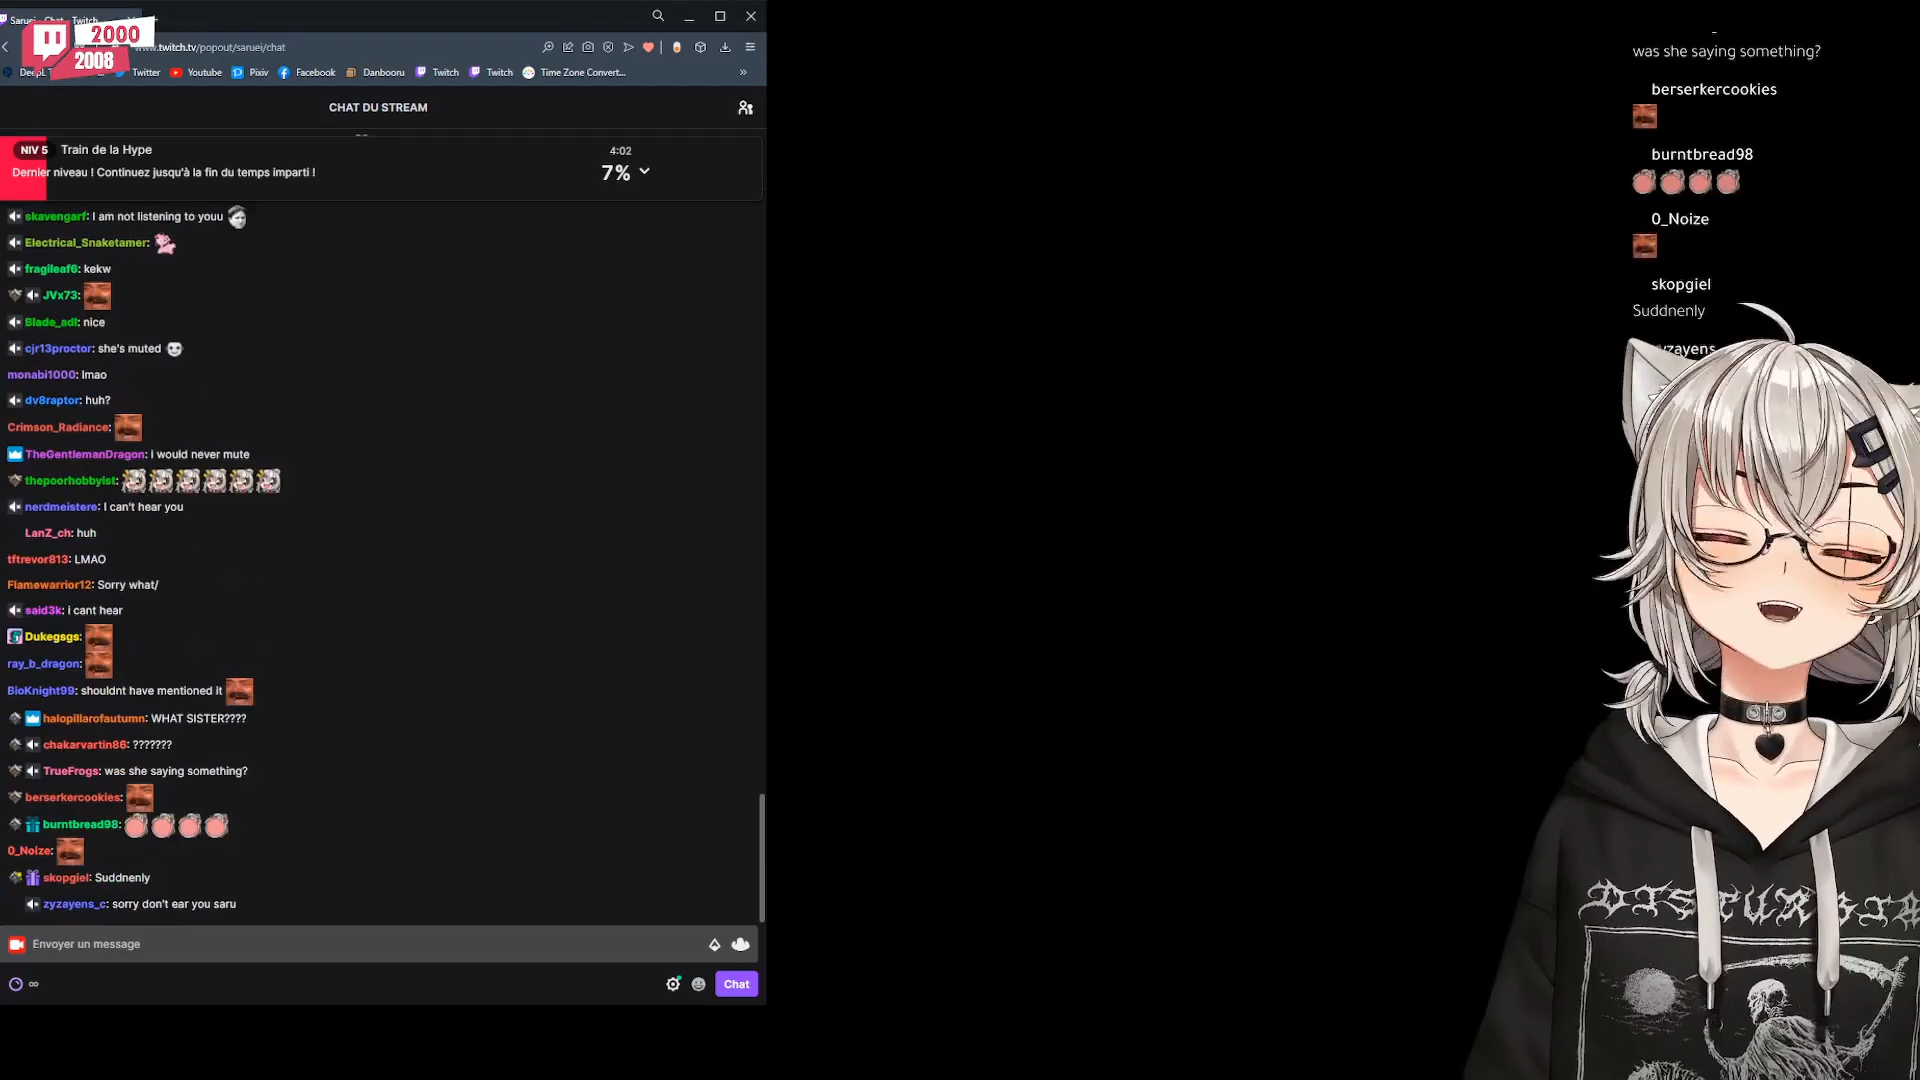 Saruei - Chat - Twitch
2000
2008
www.twitch.tv/popout/saruei/chat
DeepL
Twitter
Youtube
Pixiv
Facebook
Danbooru
Twitch
Twitch
Time Zone Convert...
CHAT DU STREAM
NIV 5 Train de la Hype
Dernier niveau ! Continuez jusqu'à la fin du temps imparti !
4:02
7%
skavengarf: I am not listening to youu
Electrical_Snaketamer:
fragileaf6: kekw
JVx73:
Blade_adl: nice
cjr13proctor: she's muted
monabi1000: lmao
dv8raptor: huh?
Crimson_Radiance:
TheGentlemanDragon: i would never mute
thepoorhobbyist:
nerdmeistere: I can't hear you
LanZ_ch: huh
tftrevor813: LMAO
Flamewarrior12: Sorry what/
said3k: i cant hear
Dukegsgs:
ray_b_dragon:
BioKnight99: shouldnt have mentioned it
halopillarofautumn: WHAT SISTER????
chakarvartin86: ???????
TrueFrogs: was she saying something?
berserkercookies:
burntbread98:
0_Noize:
skopgiel: Suddnenly
zyzayens_c: sorry don't ear you saru
Envoyer un message
Chat
was she saying something?
berserkercookies
burntbread98
0_Noize
skopgiel
Suddnenly